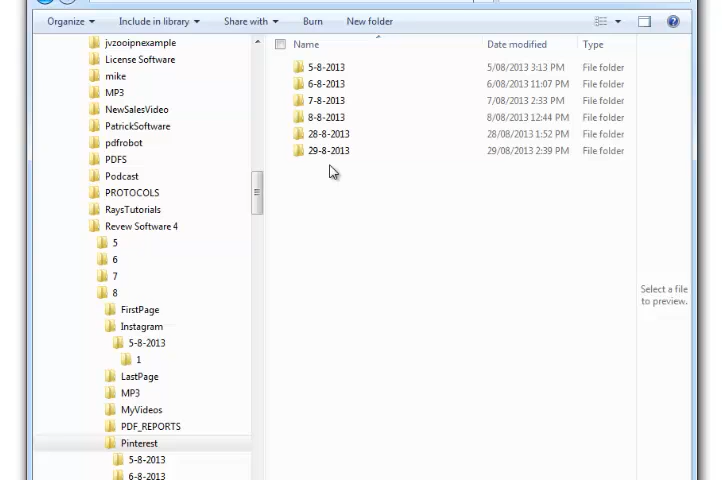 Organize Include in library Share with Burn New folder
Name Date modified Type
5-8-2013 5/08/2013 3:13 PM File folder
6-8-2013 6/08/2013 11:07 PM File folder
7-8-2013 7/08/2013 2:33 PM File folder
8-8-2013 8/08/2013 12:44 PM File folder
28-8-2013 28/08/2013 1:52 PM File folder
29-8-2013 29/08/2013 2:39 PM File folder
jvzooipnexample
License Software
mike
MP3
NewSalesVideo
PatrickSoftware
pdfrobot
PDFS
Podcast
PROTOCOLS
RaysTutorials
Revew Software 4
5
6
7
8
FirstPage
Instagram
5-8-2013
1
LastPage
MP3
MyVideos
PDF_REPORTS
Pinterest
5-8-2013
6-8-2013
Select a file
to preview.